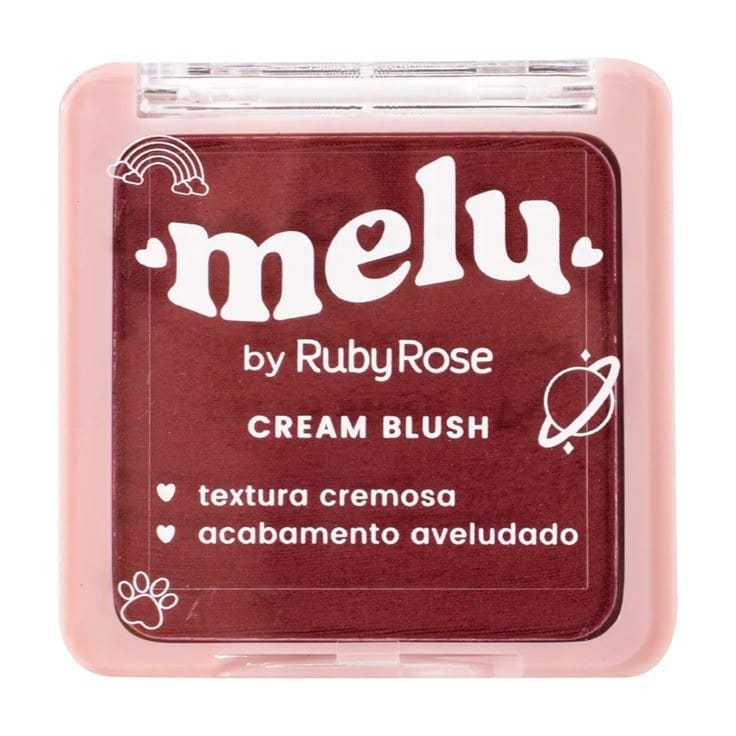 melu
by RubyRose
CREAM BLUSH
textura cremosa
acabamento aveludado